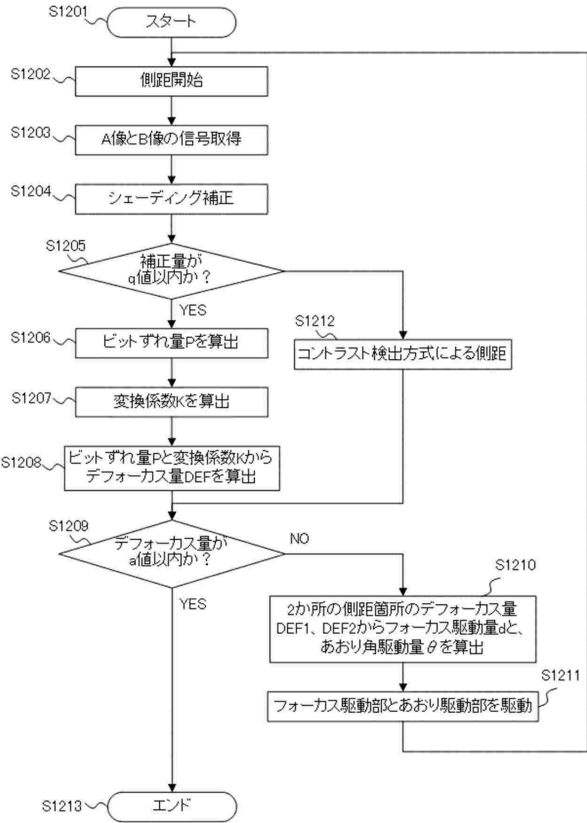 S1201
スタート
S1202
側距開始
S1203
A像とB像の信号取得
S1204
シェーディング補正
S1205
補正量が
q値以内か？
YES
S1206
ビットずれ量Pを算出
S1212
コントラスト検出方式による側距
S1207
変換係数Kを算出
S1208
ビットずれ量Pと変換係数Kから
デフォーカス量DEFを算出
S1209
デフォーカス量が
a値以内か？
NO
YES
S1210
2か所の側距箇所のデフォーカス量
DEF1、DEF2からフォーカス駆動量dと、
あおり角駆動量θを算出
S1211
フォーカス駆動部とあおり駆動部を駆動
S1213
エンド